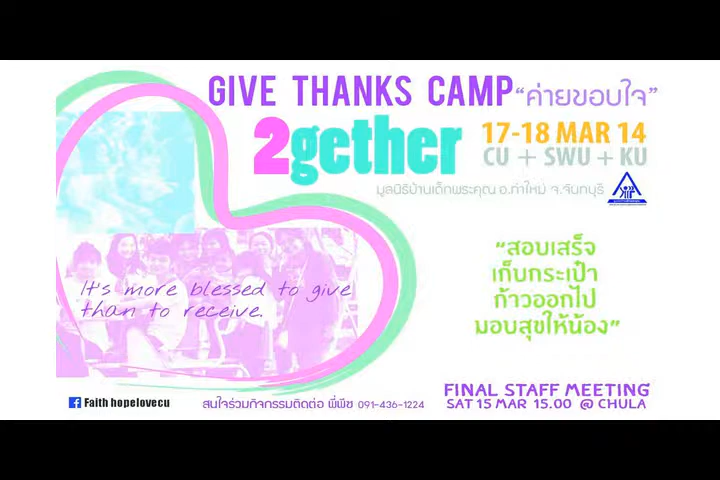 GIVE THANKS CAMP “ค่ายขอบใจ”
2gether
17-18 MAR 14
CU + SWU + KU
มูลนิธิบ้านเด็กพระคุณ อ.ท่าใหม่ จ.จันทบุรี
“สอบเสร็จ
เก็บกระเป๋า
ก้าวออกไป
มอบสุขให้น้อง”
It's more blessed to give
than to receive.
FINAL STAFF MEETING
SAT 15 MAR 15.00 @ CHULA
Faith hopelovecu
สนใจร่วมกิจกรรมติดต่อ พี่พีช 091-436-1224